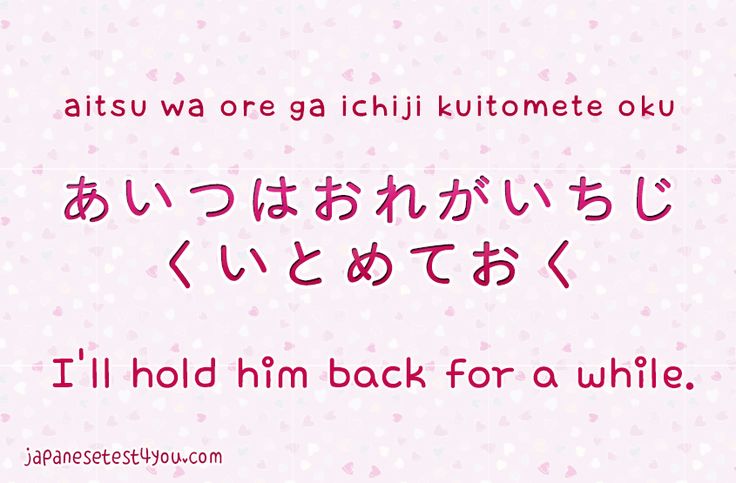 aitsu wa ore ga ichiji kuitomete oku
あいつはおれがいちじ
くいとめておく
I'll hold him back for a while.
japanesetest4you.com